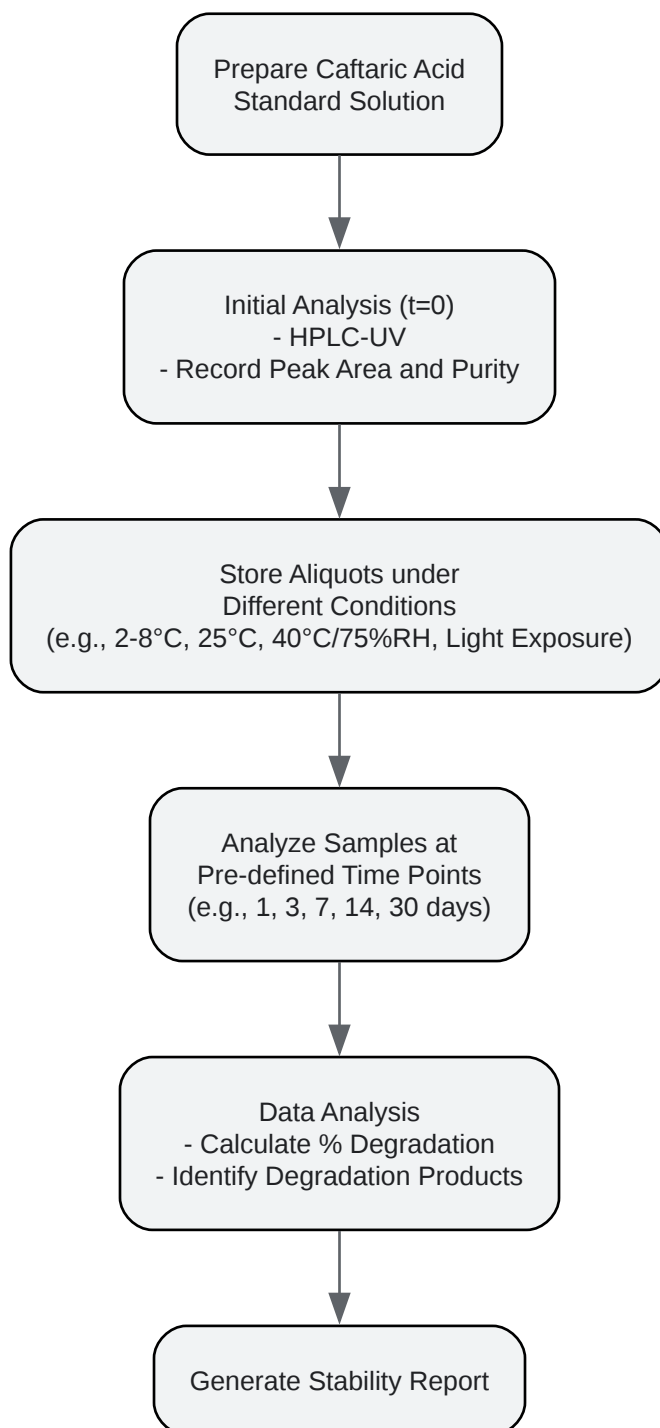 Prepare Caftaric Acid
Standard Solution
Initial Analysis (t=0)
- HPLC-UV
- Record Peak Area and Purity
Store Aliquots under
Different Conditions
(e.g., 2-8°C, 25°C, 40°C/75%RH, Light Exposure)
Analyze Samples at
Pre-defined Time Points
(e.g., 1, 3, 7, 14, 30 days)
Data Analysis
- Calculate % Degradation
- Identify Degradation Products
Generate Stability Report